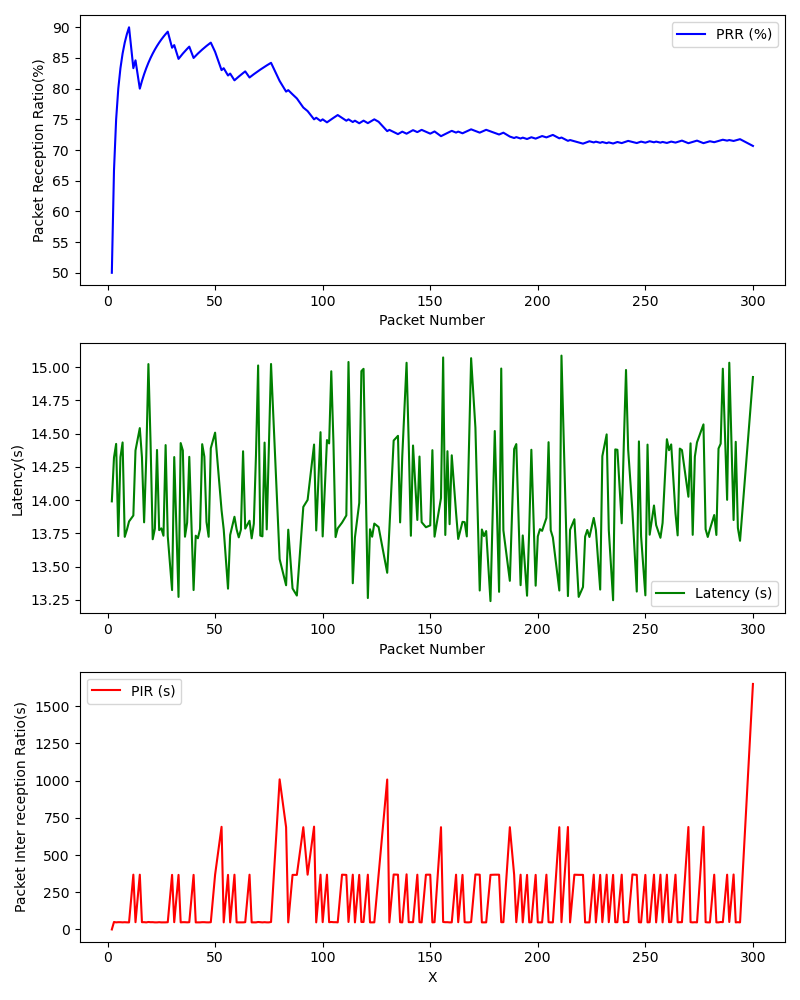 PRR (%)
90
85
80
75
70
65
60
55
50
Packet Reception Ratio(%)
0 50 100 150 200 250 300
Packet Number
15.00
14.75
14.50
14.25
14.00
13.75
13.50
13.25
Latency(s)
Latency (s)
0 50 100 150 200 250 300
Packet Number
PIR (s)
1500
1250
1000
750
500
250
0
Packet Inter reception Ratio(s)
0 50 100 150 200 250 300
X